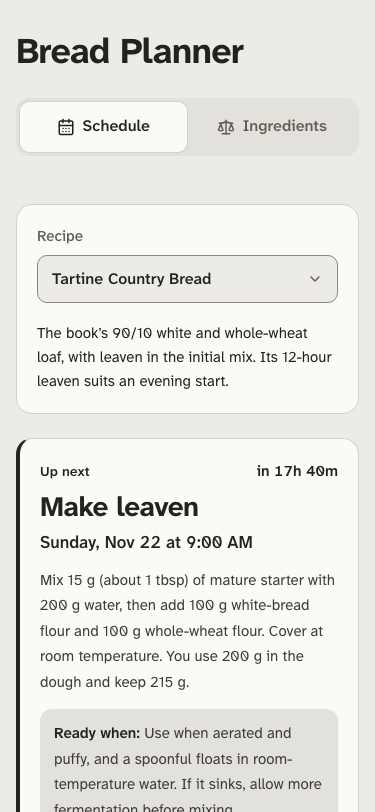 Bread Planner
Schedule
Ingredients
Recipe
Tartine Country Bread
The book’s 90/10 white and whole-wheat
loaf, with leaven in the initial mix. Its 12-hour
leaven suits an evening start.
Up next
in 17h 40m
Make leaven
Sunday, Nov 22 at 9:00 AM
Mix 15 g (about 1 tbsp) of mature starter with
200 g water, then add 100 g white-bread
flour and 100 g whole-wheat flour. Cover at
room temperature. You use 200 g in the
dough and keep 215 g.
Ready when: Use when aerated and
puffy, and a spoonful floats in room-
temperature water. If it sinks, allow more
fermentation before mixing.